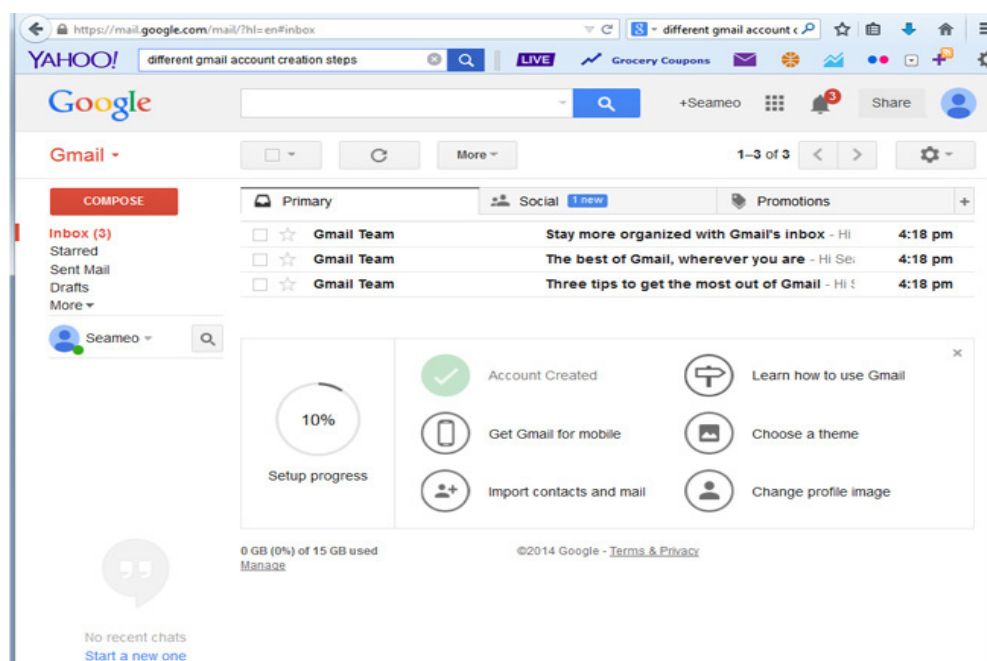 https://mail.google.com/mail/?hl=en#inbox
different gmail account c
YAHOO!
different gmail account creation steps
LIVE
Grocery Coupons
Google
+Seameo
3
Share
Gmail
More
1–3 of 3
COMPOSE
Primary
Social 1 new
Promotions
+
Inbox (3)
Starred
Sent Mail
Drafts
More
Gmail Team Stay more organized with Gmail's inbox - Hi 4:18 pm
Gmail Team The best of Gmail, wherever you are - Hi Sea 4:18 pm
Gmail Team Three tips to get the most out of Gmail - Hi S 4:18 pm
Seameo
10%
Setup progress
Account Created
Learn how to use Gmail
Get Gmail for mobile
Choose a theme
Import contacts and mail
Change profile image
0 GB (0%) of 15 GB used
Manage
©2014 Google - Terms & Privacy
No recent chats
Start a new one